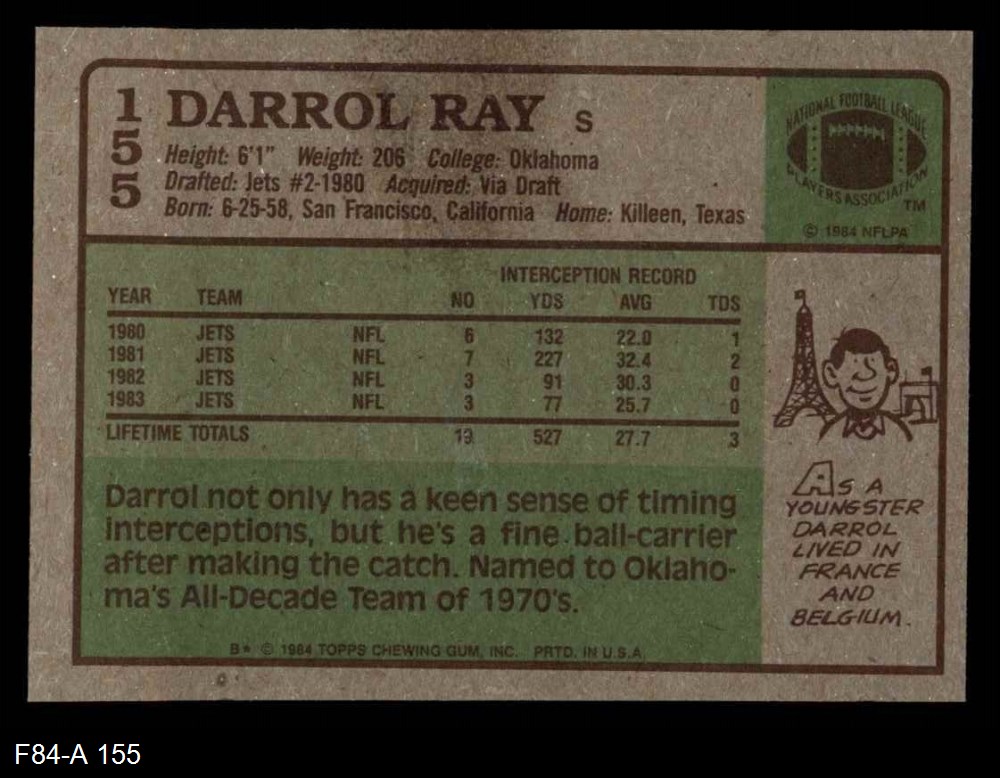 155 DARROL RAY S
Height: 6'1" Weight: 206 College: Oklahoma
Drafted: Jets #2-1980 Acquired: Via Draft
Born: 6-25-58, San Francisco, California Home: Killeen, Texas
NATIONAL FOOTBALL LEAGUE
PLAYERS ASSOCIATION
TM
© 1984 NFLPA
INTERCEPTION RECORD
YEAR TEAM NO YDS AVG TDS
1980 JETS NFL 6 132 22.0 1
1981 JETS NFL 7 227 32.4 2
1982 JETS NFL 3 91 30.3 0
1983 JETS NFL 3 77 25.7 0
LIFETIME TOTALS 19 527 27.7 3
Darrol not only has a keen sense of timing
interceptions, but he's a fine ball-carrier
after making the catch. Named to Oklaho-
ma's All-Decade Team of 1970's.
AS A
YOUNGSTER
DARROL
LIVED IN
FRANCE
AND
BELGIUM.
B* © 1984 TOPPS CHEWING GUM, INC. PRTD. IN U.S.A.
F84-A 155